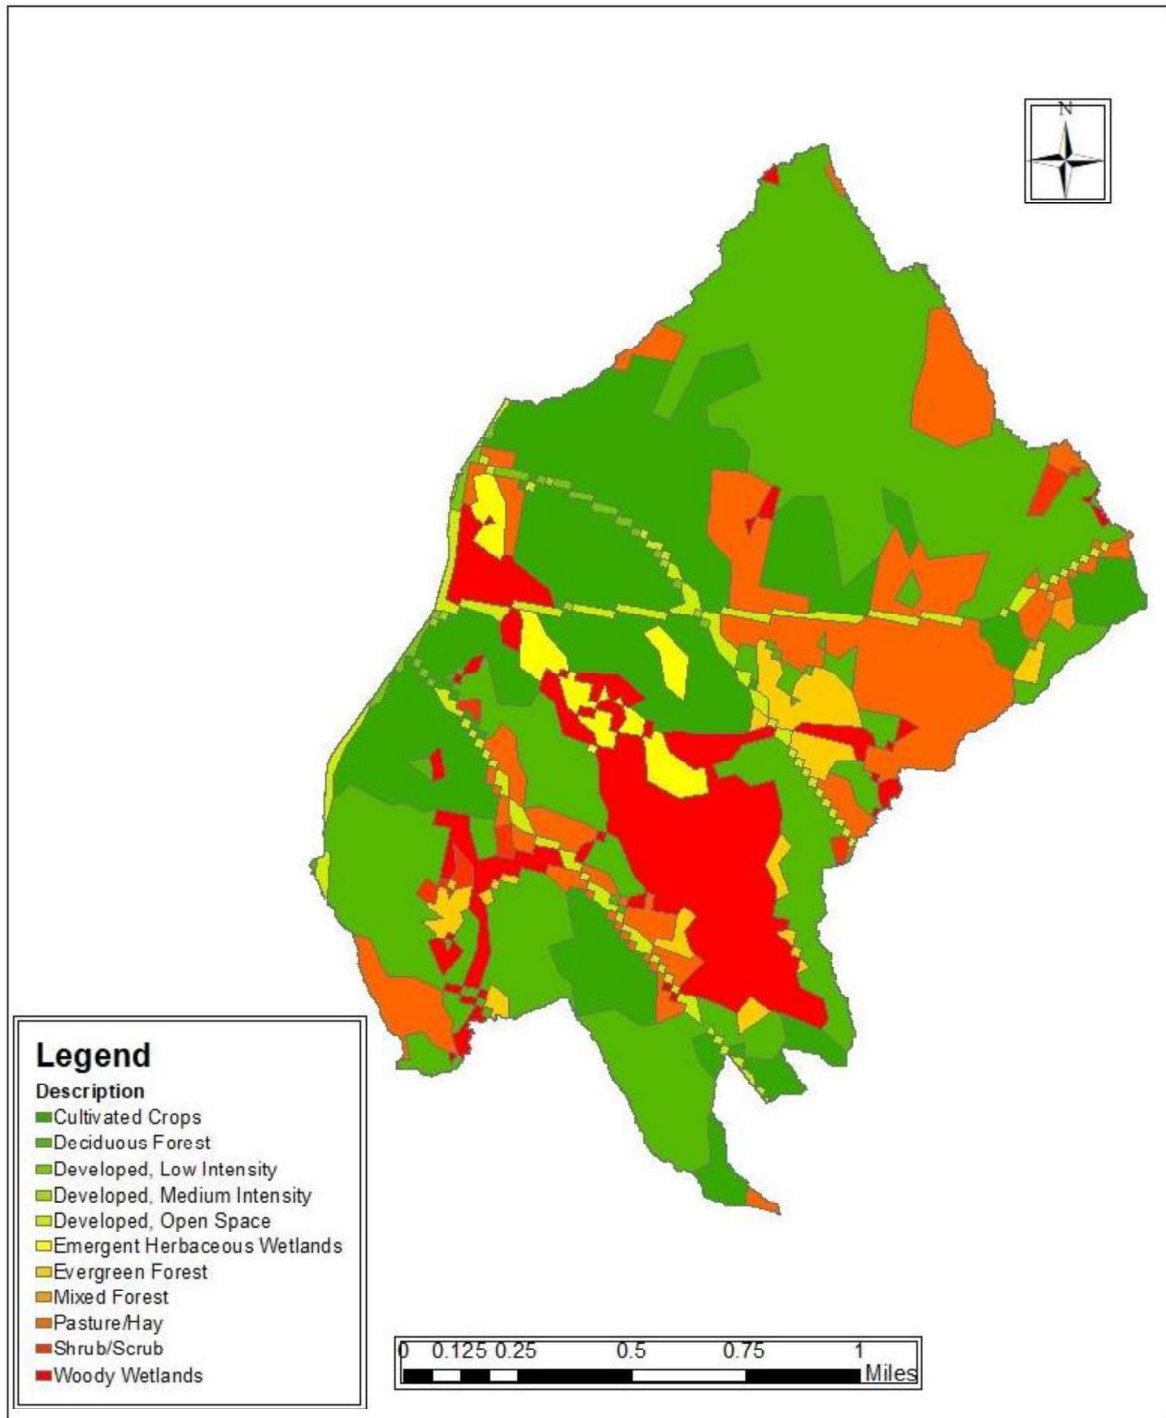 N
Legend
Description
Cultivated Crops
Deciduous Forest
Developed, Low Intensity
Developed, Medium Intensity
Developed, Open Space
Emergent Herbaceous Wetlands
Evergreen Forest
Mixed Forest
Pasture/Hay
Shrub/Scrub
Woody Wetlands
0 0.125 0.25 0.5 0.75 1
Miles